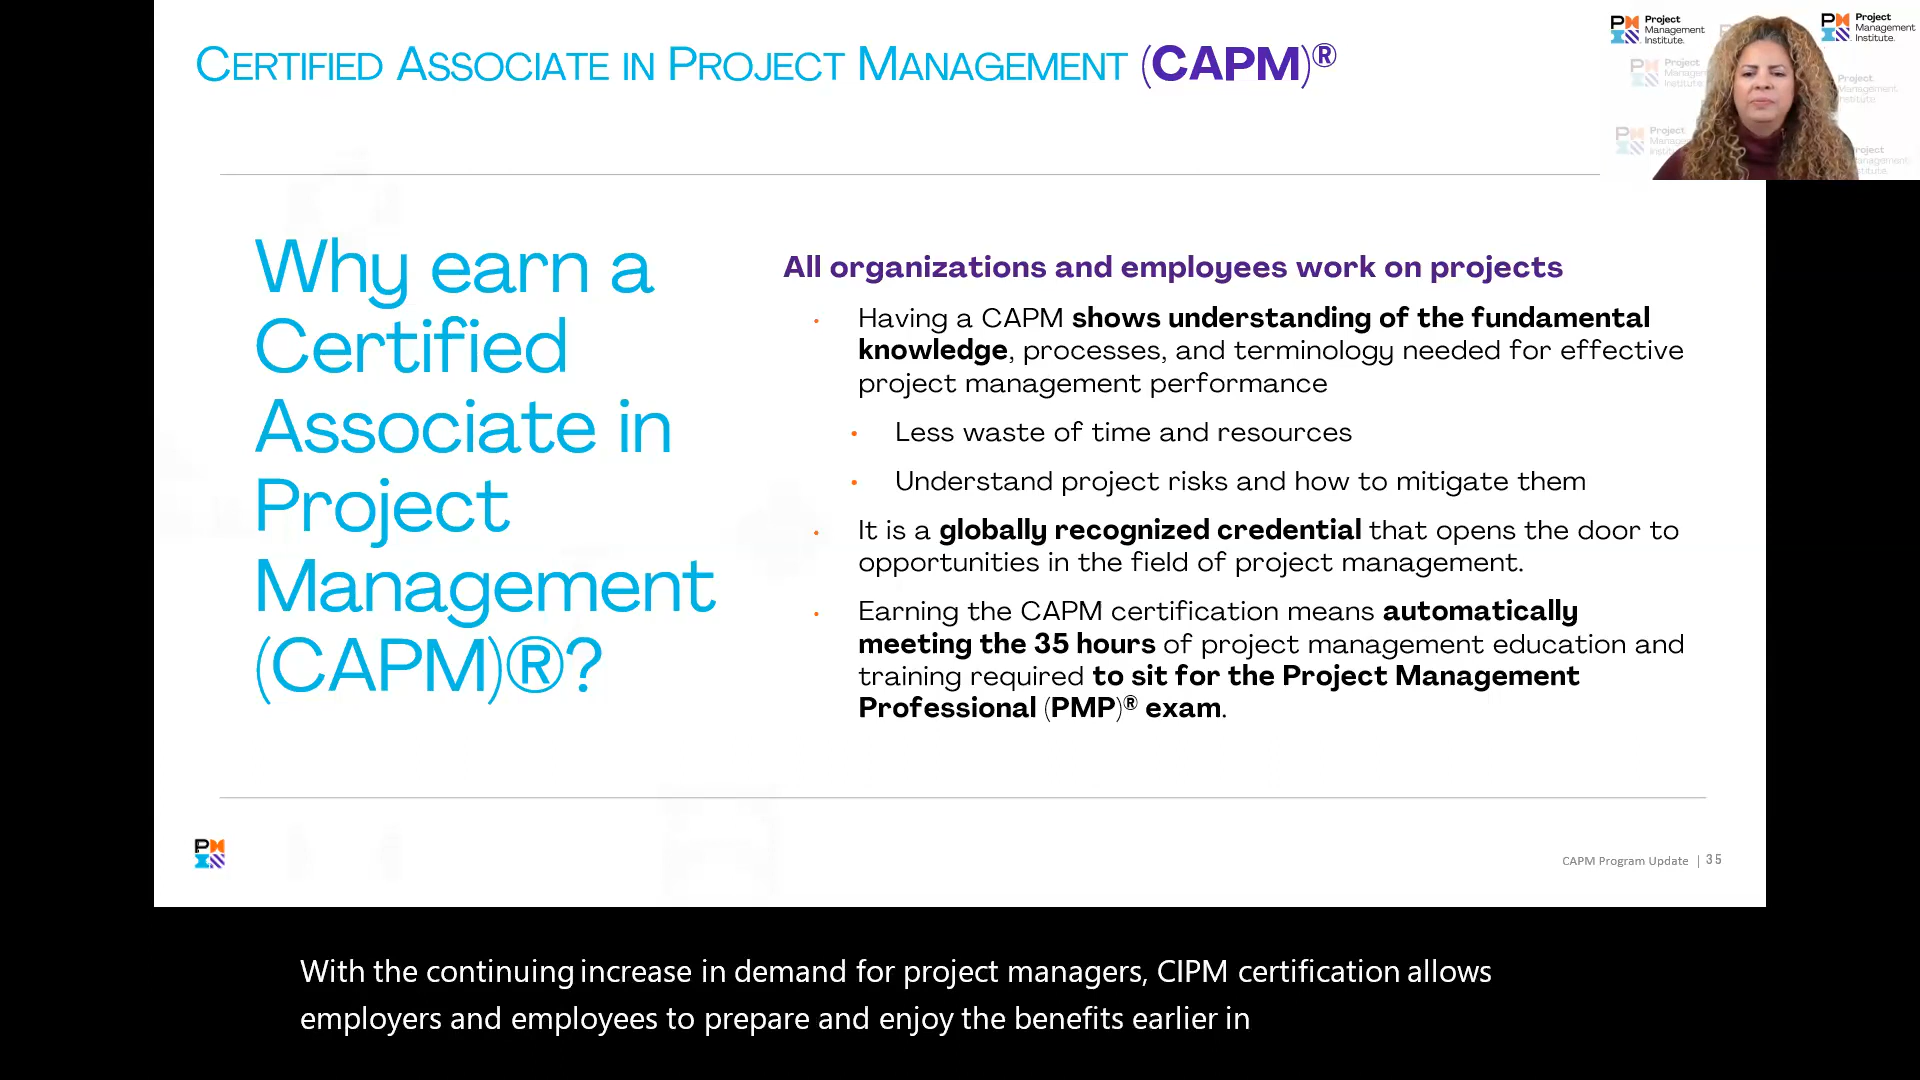 CERTIFIED ASSOCIATE IN PROJECT MANAGEMENT (CAPM)®
Project
Management
Institute.
Project
Management
Institute.
Why earn a
Certified
Associate in
Project
Management
(CAPM)®?
All organizations and employees work on projects
• Having a CAPM shows understanding of the fundamental
knowledge, processes, and terminology needed for effective
project management performance
• Less waste of time and resources
• Understand project risks and how to mitigate them
• It is a globally recognized credential that opens the door to
opportunities in the field of project management.
• Earning the CAPM certification means automatically
meeting the 35 hours of project management education and
training required to sit for the Project Management
Professional (PMP)® exam.
CAPM Program Update | 35
With the continuing increase in demand for project managers, CIPM certification allows
employers and employees to prepare and enjoy the benefits earlier in